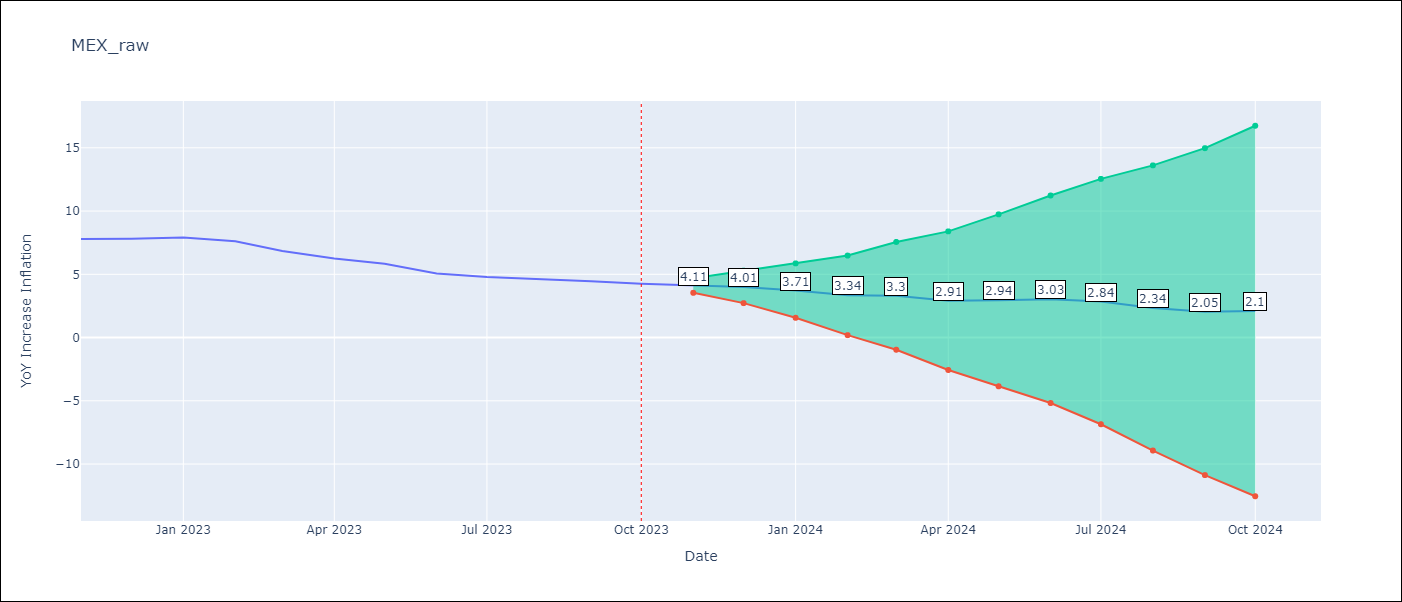 MEX_raw
YoY Increase Inflation
15
10
5
0
−5
−10
4.11
4.01
3.71
3.34
3.3
2.91
2.94
3.03
2.84
2.34
2.05
2.1
Jan 2023
Apr 2023
Jul 2023
Oct 2023
Jan 2024
Apr 2024
Jul 2024
Oct 2024
Date